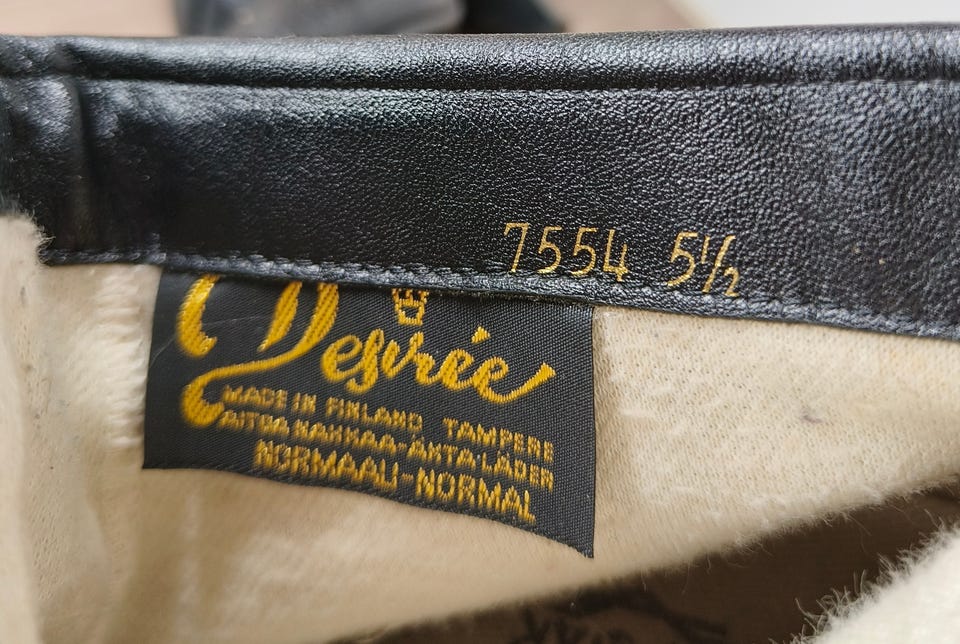 7554 5½
Desirée
MADE IN FINLAND TAMPERE
AITOA NAHKAA-ÄKTA LÄDER
NORMAALI-NORMAL